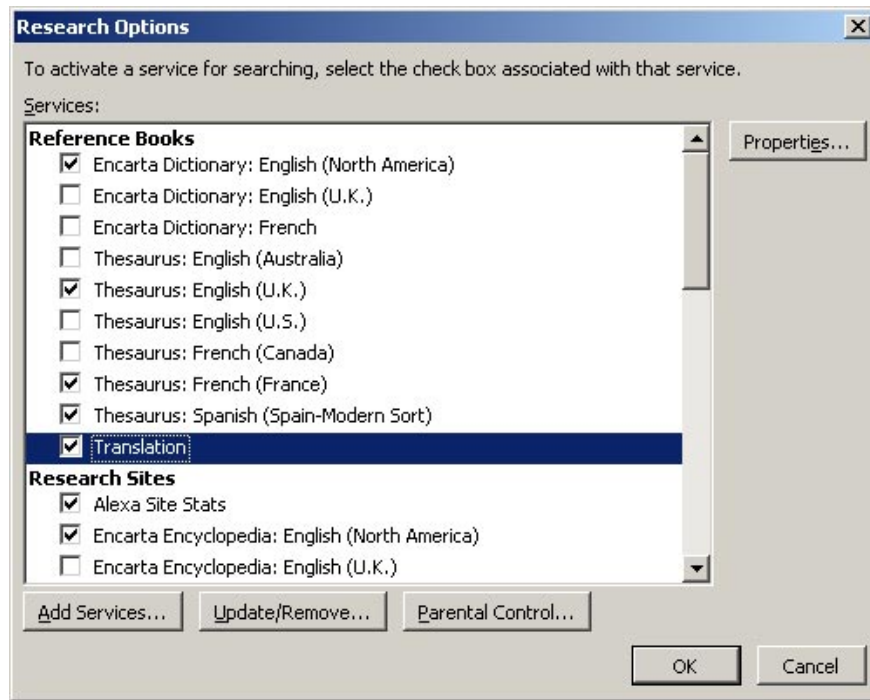 Research Options
To activate a service for searching, select the check box associated with that service.
Services:
Reference Books
Properties...
Encarta Dictionary: English (North America)
Encarta Dictionary: English (U.K.)
Encarta Dictionary: French
Thesaurus: English (Australia)
Thesaurus: English (U.K.)
Thesaurus: English (U.S.)
Thesaurus: French (Canada)
Thesaurus: French (France)
Thesaurus: Spanish (Spain-Modern Sort)
Translation
Research Sites
Alexa Site Stats
Encarta Encyclopedia: English (North America)
Encarta Encyclopedia: English (U.K.)
Add Services... Update/Remove... Parental Control...
OK Cancel